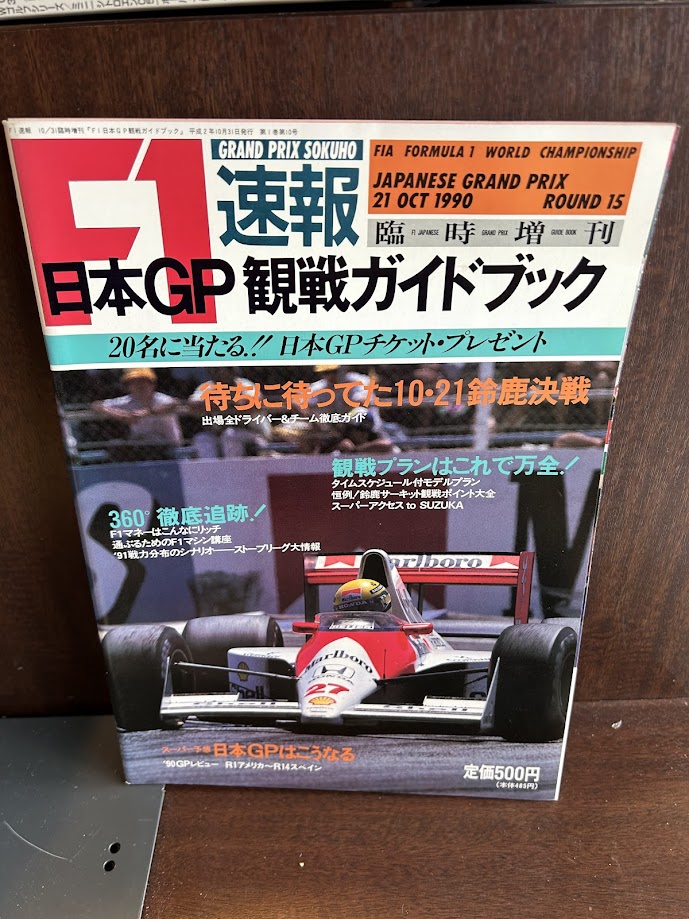 F1速報 10/31臨時増刊『F1日本GP観戦ガイドブック』 平成2年10月31日発行 第1巻第10号
F1
GRAND PRIX SOKUHO
速報
FIA FORMULA 1 WORLD CHAMPIONSHIP
JAPANESE GRAND PRIX
21 OCT 1990 ROUND 15
臨 F1 JAPANESE 時 GRAND PRIX 増 GUIDE BOOK 刊
日本GP 観戦ガイドブック
20名に当たる!! 日本GPチケット・プレゼント
待ちに待ってた10・21鈴鹿決戦
出場全ドライバー&チーム徹底ガイド
観戦プランはこれで万全!
タイムスケジュール付モデルプラン
恒例!鈴鹿サーキット観戦ポイント大全
スーパーアクセス to SUZUKA
360°徹底追跡!
F1マネーはこんなにリッチ
通ぶるためのF1マシン講座
'91戦力分布のシナリオ——ストーブリーグ大情報
Marlboro
Marlboro
HONDA
27
Shell
スーパー予想 日本GPはこうなる
'90GPレビュー R1アメリカ〜R14スペイン
定価500円
(本体485円)